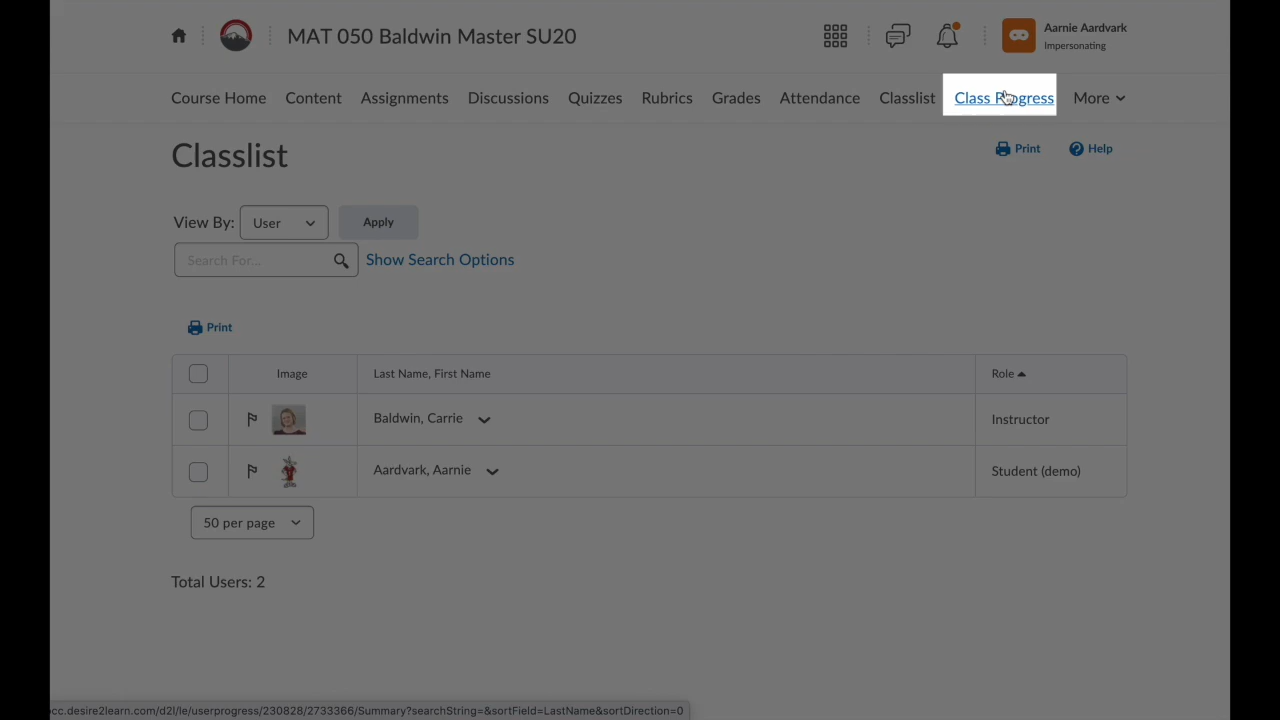 MAT 050 Baldwin Master SU20
Aarnie Aardvark
Impersonating
Course Home Content Assignments Discussions Quizzes Rubrics Grades Attendance Classlist Class Progress More
Classlist
Print Help
View By: User Apply
Search For... Show Search Options
Print
Image Last Name, First Name Role
Baldwin, Carrie Instructor
Aardvark, Aarnie Student (demo)
50 per page
Total Users: 2
cc.desire2learn.com/d2l/le/userprogress/230828/2733366/Summary?searchString=&sortField=LastName&sortDirection=0